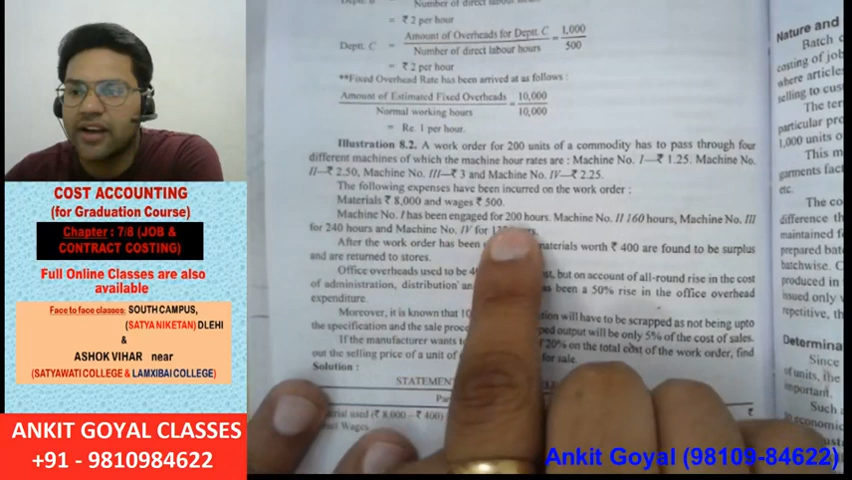 COST ACCOUNTING
(for Graduation Course)
Chapter : 7/8 (JOB &
CONTRACT COSTING)
Full Online Classes are also
available
Face to face classes: SOUTH CAMPUS,
(SATYA NIKETAN) DLEHI
&
ASHOK VIHAR near
(SATYAWATI COLLEGE & LAMXIBAI COLLEGE)
ANKIT GOYAL CLASSES
+91 - 9810984622
= ₹ 2 per hour
Deptt. C = Amount of Overheads for Deptt. C = 1,000
Number of direct labour hours 500
= ₹ 2 per hour
**Fixed Overhead Rate has been arrived at as follows :
Amount of Estimated Fixed Overheads = 10,000
Normal working hours 10,000
= Re. 1 per hour.
Illustration 8.2. A work order for 200 units of a commodity has to pass through four
different machines of which the machine hour rates are : Machine No. I—₹ 1.25. Machine No.
II—₹ 2.50, Machine No. III—₹ 3 and Machine No. IV—₹ 2.25.
The following expenses have been incurred on the work order :
Materials ₹ 8,000 and wages ₹ 500.
Machine No. I has been engaged for 200 hours. Machine No. II 160 hours, Machine No. III
for 240 hours and Machine No. IV for
After the work order has been materials worth ₹ 400 are found to be surplus
and are returned to stores.
Office overheads used to be but on account of all-round rise in the cost
of administration, distribution has been a 50% rise in the office overhead
expenditure.
Moreover, it is known that will have to be scrapped as not being upto
the specification and the sale output will be only 5% of the cost of sales.
If the manufacturer wants 20% on the total cost of the work order, find
out the selling price of a unit of for sale.
Solution :
STATEMENT
used (₹ 8,000 – ₹ 400)
Wages
₹
Nature and
Batch
costing of job
where articles
selling to
The
particular
1,000 units
This
garments
etc.
The
difference
maintained
prepared
batchwise.
produced in
issued only
repetitive,
Since
of units, the
important.
Such
Ankit Goyal (98109-84622)